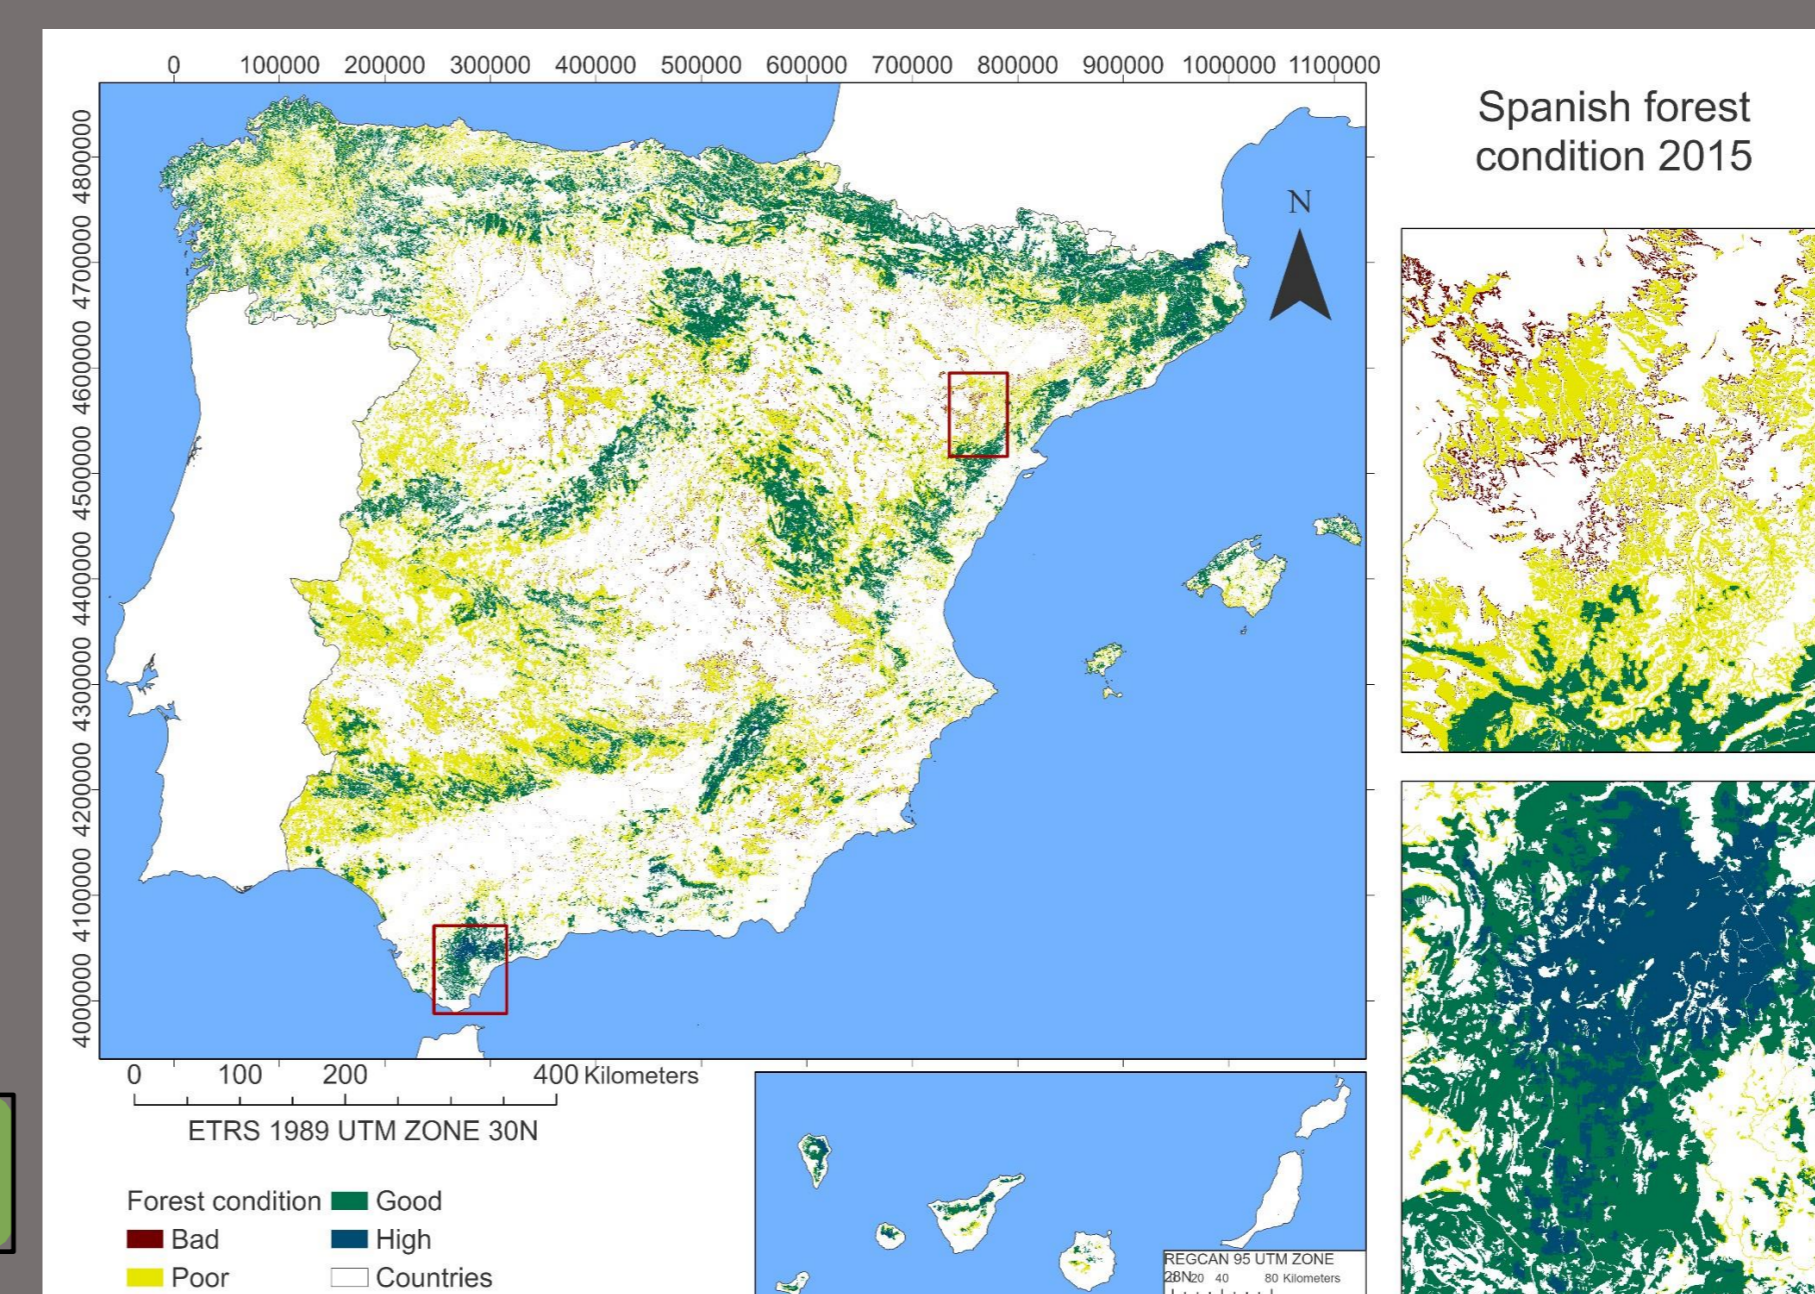 0 100000 200000 300000 400000 500000 600000 700000 800000 900000 1000000 1100000
4800000
4700000
4600000
4500000
4400000
4300000
4200000
4100000
4000000
N
Spanish forest
condition 2015
0 100 200 400 Kilometers
ETRS 1989 UTM ZONE 30N
Forest condition
Bad
Poor
Good
High
Countries
REGCAN 95 UTM ZONE
28N 20 40 80 Kilometers